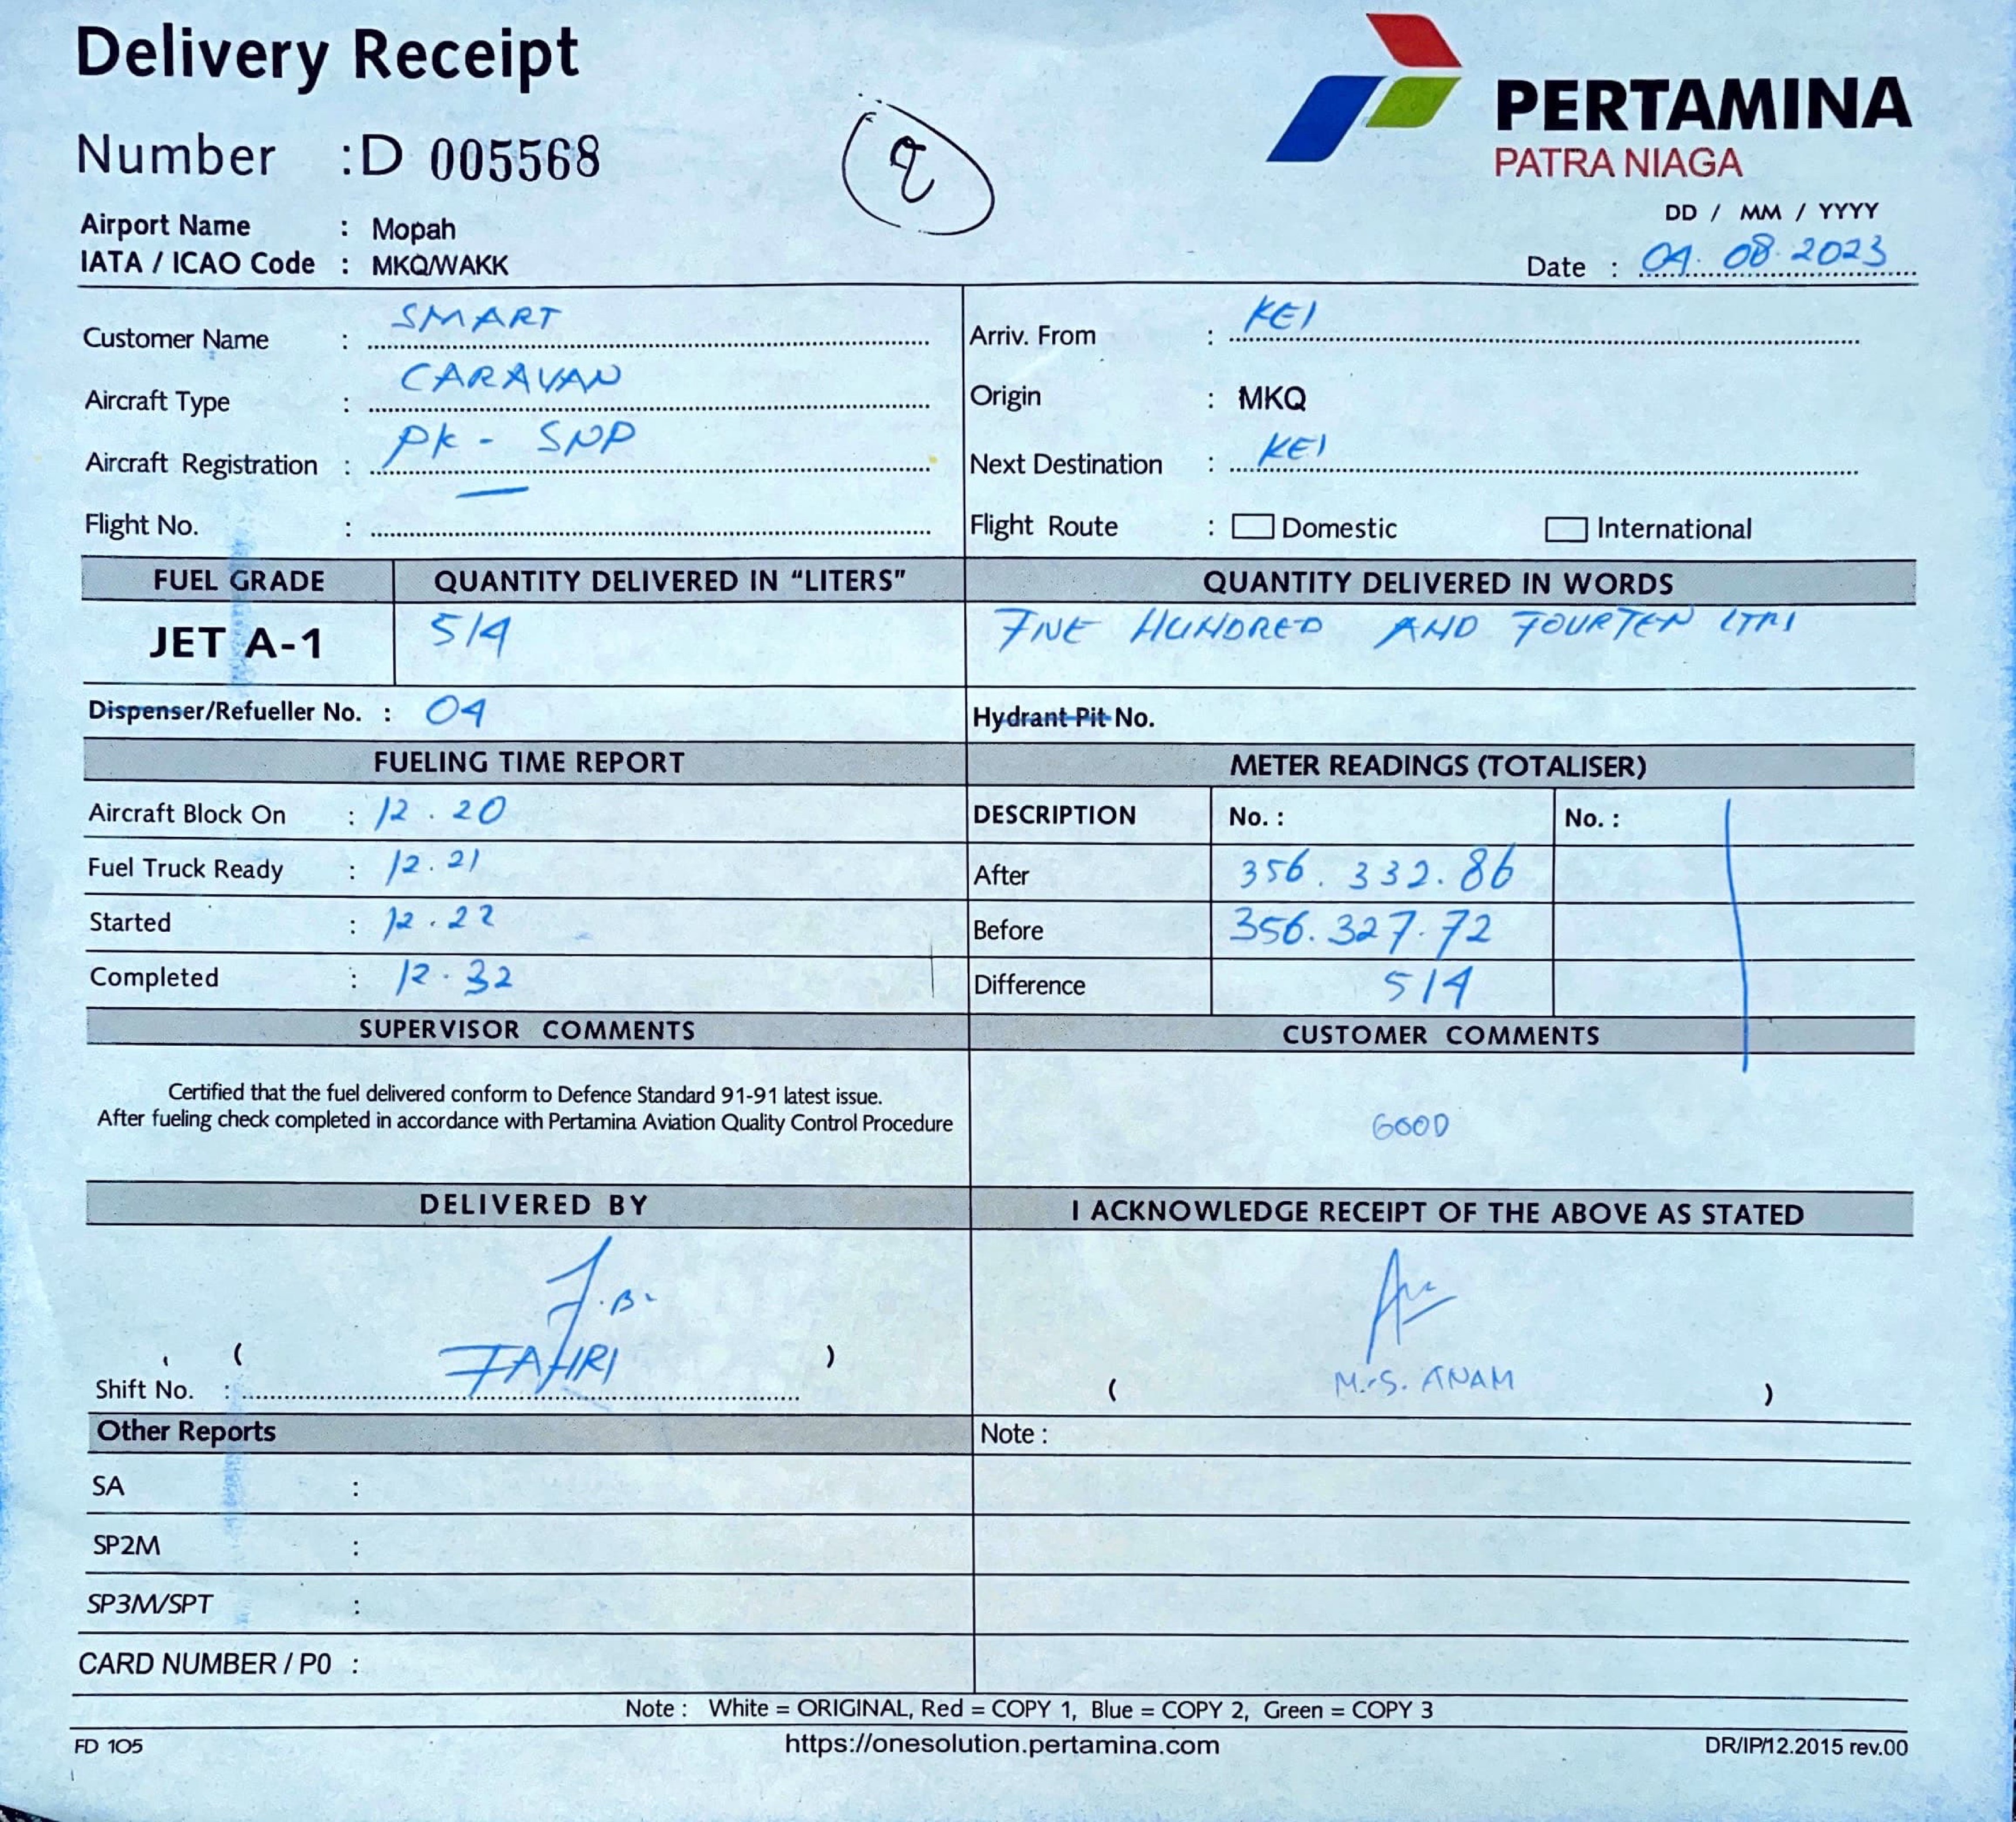 Delivery Receipt
PERTAMINA
PATRA NIAGA
Number : D 005568
Airport Name : Mopah
IATA / ICAO Code : MKQ/WAKK
DD / MM / YYYY
Date : 04. 08. 2023
Customer Name : SMART
Arriv. From : KEI
Aircraft Type : CARAVAN
Origin : MKQ
Aircraft Registration : PK - SNP
Next Destination : KEI
Flight No. :
Flight Route : Domestic International
FUEL GRADE QUANTITY DELIVERED IN “LITERS” QUANTITY DELIVERED IN WORDS
JET A-1 514 FIVE HUNDRED AND FOURTEN LTRI
Dispenser/Refueller No. : 04 Hydrant Pit No.
FUELING TIME REPORT METER READINGS (TOTALISER)
Aircraft Block On : 12 . 20 DESCRIPTION No. : No. :
Fuel Truck Ready : 12.21 After 356. 332. 86
Started : 12.22 Before 356. 327. 72
Completed : 12.32 Difference 514
SUPERVISOR COMMENTS CUSTOMER COMMENTS
Certified that the fuel delivered conform to Defence Standard 91-91 latest issue.
After fueling check completed in accordance with Pertamina Aviation Quality Control Procedure
GOOD
DELIVERED BY I ACKNOWLEDGE RECEIPT OF THE ABOVE AS STATED
( FAHRI )
Shift No. :
( M.S. ANAM )
Other Reports Note :
SA :
SP2M :
SP3M/SPT :
CARD NUMBER / P0 :
Note : White = ORIGINAL, Red = COPY 1, Blue = COPY 2, Green = COPY 3
FD 105 https://onesolution.pertamina.com DR/IP/12.2015 rev.00